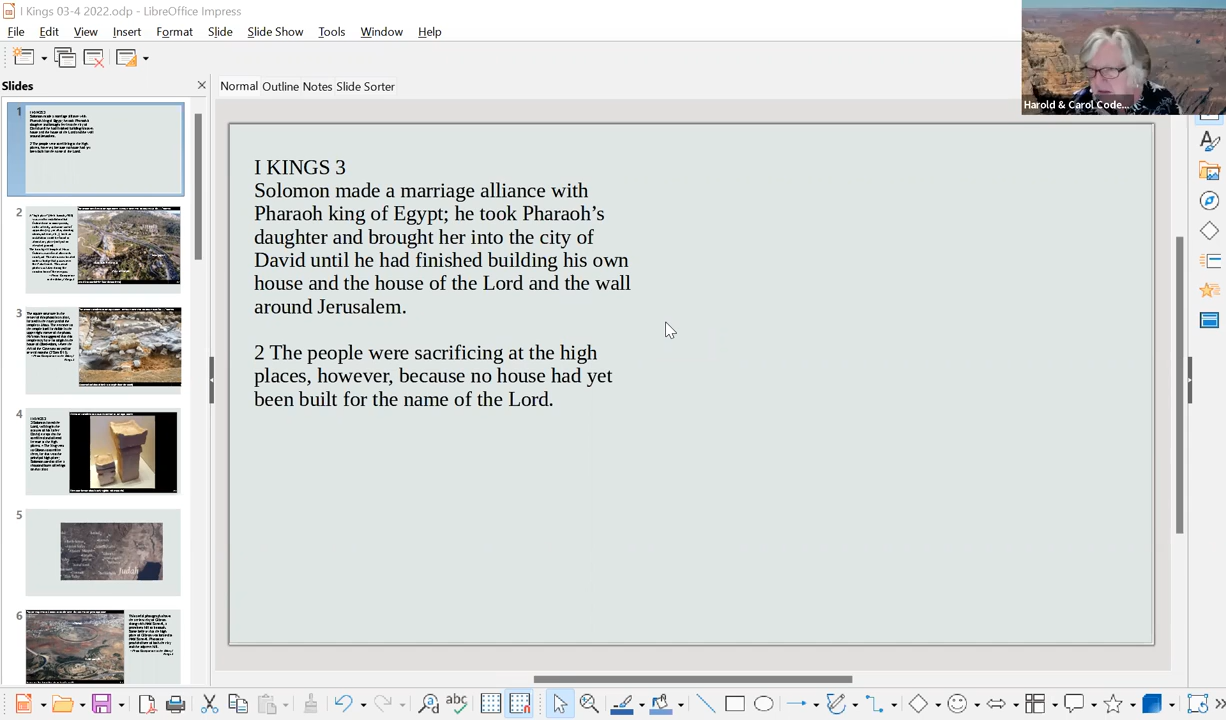 I Kings 03-4 2022.odp - LibreOffice Impress
File Edit View Insert Format Slide Slide Show Tools Window Help
Slides
Normal Outline Notes Slide Sorter
Harold & Carol Code...
1
2
3
4
5
6
Judah
I KINGS 3
Solomon made a marriage alliance with
Pharaoh king of Egypt; he took Pharaoh’s
daughter and brought her into the city of
David until he had finished building his own
house and the house of the Lord and the wall
around Jerusalem.
2 The people were sacrificing at the high
places, however, because no house had yet
been built for the name of the Lord.
abc